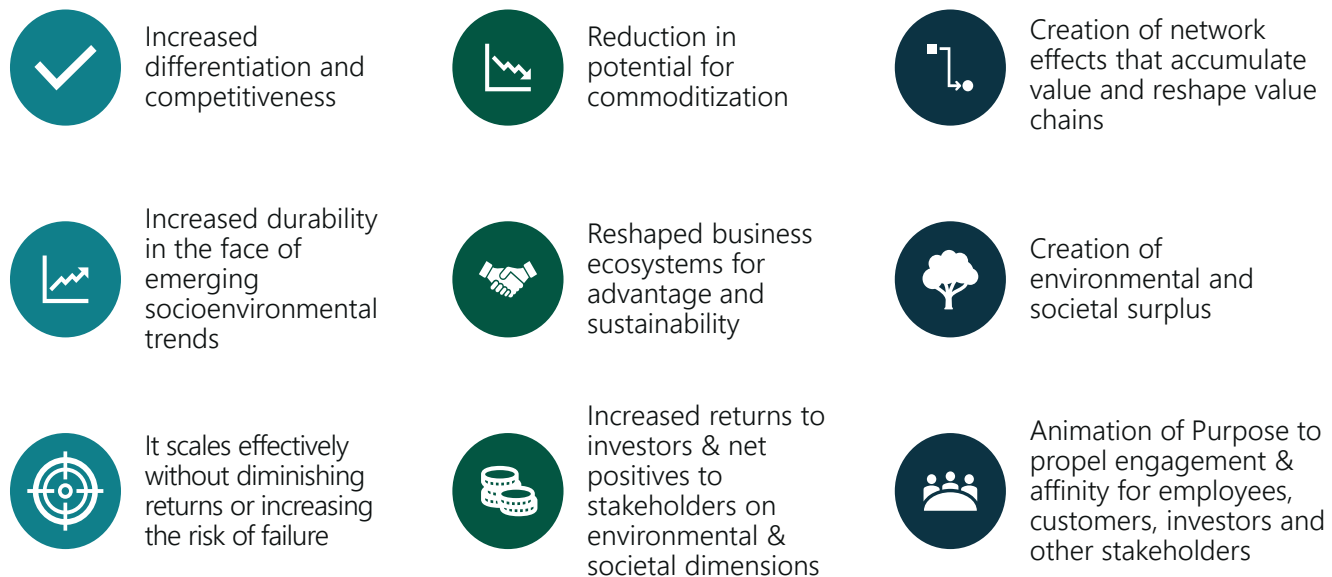 Increased
differentiation and
competitiveness
Reduction in
potential for
commoditization
Creation of network
effects that accumulate
value and reshape value
chains
Increased durability
in the face of
emerging
socioenvironmental
trends
Reshaped business
ecosystems for
advantage and
sustainability
Creation of
environmental and
societal surplus
It scales effectively
without diminishing
returns or increasing
the risk of failure
Increased returns to
investors & net
positives to
stakeholders on
environmental &
societal dimensions
Animation of Purpose to
propel engagement &
affinity for employees,
customers, investors and
other stakeholders